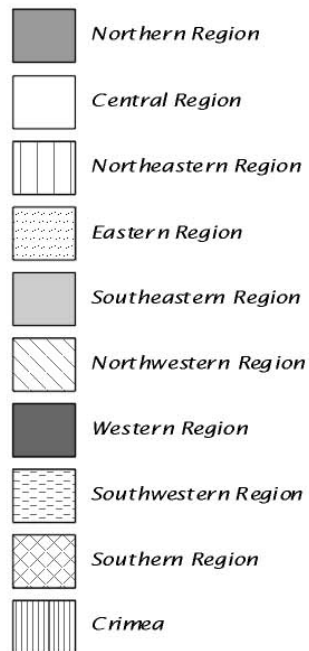 Northern Region
Central Region
Northeastern Region
Eastern Region
Southeastern Region
Northwestern Region
Western Region
Southwestern Region
Southern Region
Crimea